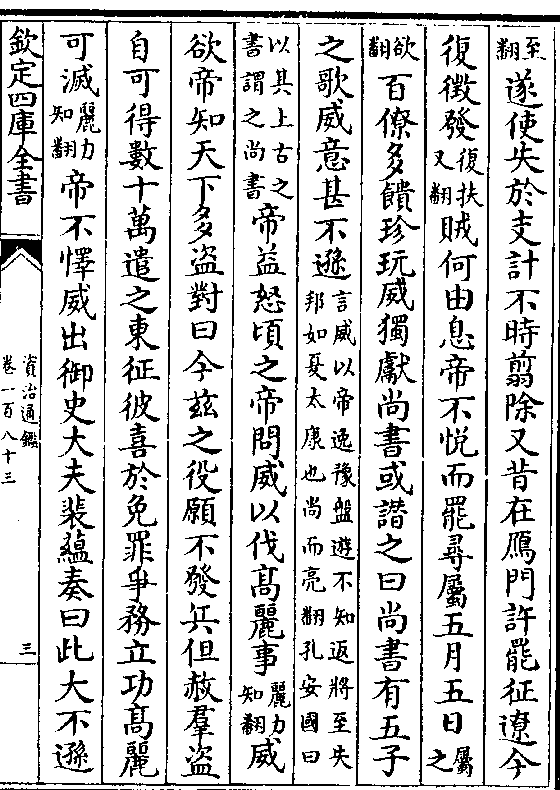 至翻遂使失於支計不時翦除又昔在鴈門許罷征遼今
復徵發復扶又翻賊何由息帝不悅而罷尋屬五月五日屬之
欲翻百僚多饋珍玩威獨獻尚書或譖之曰尚書有五子
之歌威意甚不遜言威以帝逸豫盤遊不知返將至失邦如夏太康也尚而亮翻孔安國曰
以其上古之書謂之尚書帝益怒頃之帝問威以伐高麗事麗力知翻威
欲帝知天下多盜對曰今茲之役願不發兵但赦羣盜
自可得數十萬遣之東征彼喜於免罪爭務立功高麗
可滅麗力知翻帝不懌威出御史大夫裴藴奏曰此大不遜
欽定四庫全書
資治通鑑
卷一百八十三
三